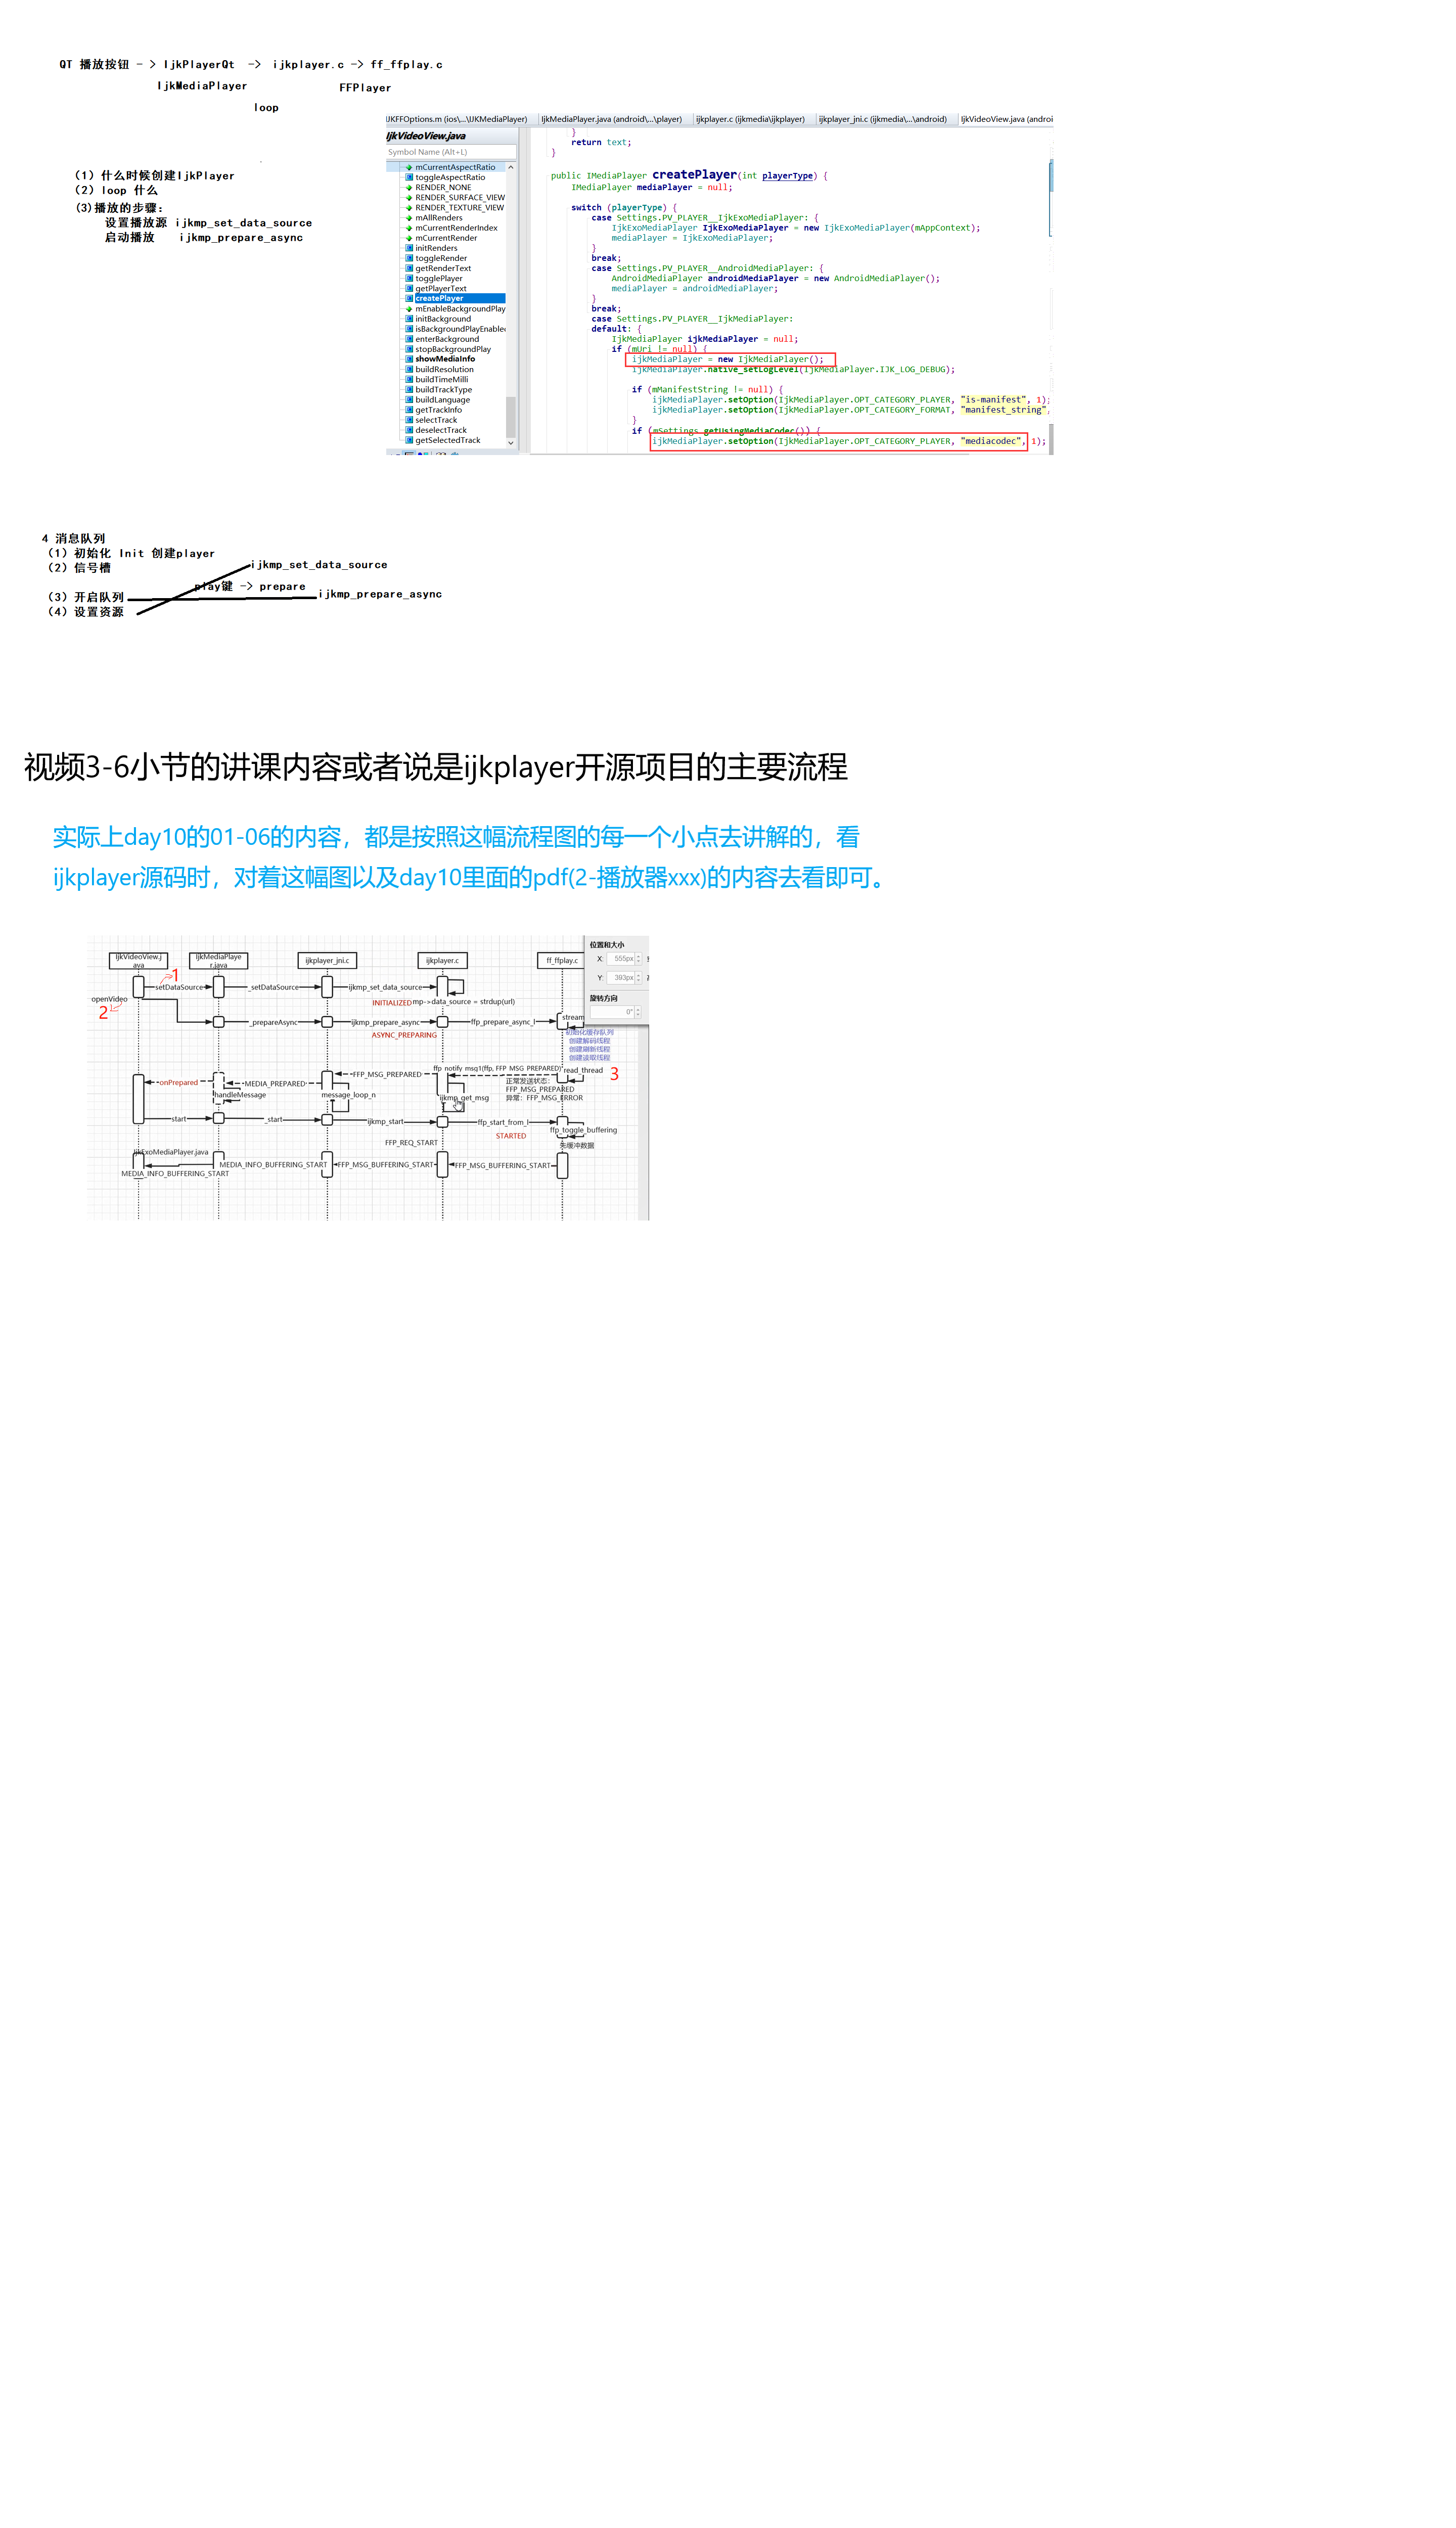 QT 播放按钮 - > IjkPlayerQt -> ijkplayer.c -> ff_ffplay.c
IjkMediaPlayer FFPlayer
loop
(1) 什么时候创建IjkPlayer
(2) loop 什么
(3)播放的步骤:
设置播放源 ijkmp_set_data_source
启动播放 ijkmp_prepare_async
IJKFFOptions.m (ios\...\IJKMediaPlayer) IjkMediaPlayer.java (android\...\player) ijkplayer.c (ijkmedia\ijkplayer) ijkplayer_jni.c (ijkmedia\...\android) IjkVideoView.java (androi
IjkVideoView.java
Symbol Name (Alt+L)
mCurrentAspectRatio
toggleAspectRatio
RENDER_NONE
RENDER_SURFACE_VIEW
RENDER_TEXTURE_VIEW
mAllRenders
mCurrentRenderIndex
mCurrentRender
initRenders
toggleRender
getRenderText
togglePlayer
getPlayerText
createPlayer
mEnableBackgroundPlay
initBackground
isBackgroundPlayEnable
enterBackground
stopBackgroundPlay
showMediaInfo
buildResolution
buildTimeMilli
buildTrackType
buildLanguage
getTrackInfo
selectTrack
deselectTrack
getSelectedTrack
}
return text;
}
public IMediaPlayer createPlayer(int playerType) {
IMediaPlayer mediaPlayer = null;
switch (playerType) {
case Settings.PV_PLAYER__IjkExoMediaPlayer: {
IjkExoMediaPlayer IjkExoMediaPlayer = new IjkExoMediaPlayer(mAppContext);
mediaPlayer = IjkExoMediaPlayer;
}
break;
case Settings.PV_PLAYER__AndroidMediaPlayer: {
AndroidMediaPlayer androidMediaPlayer = new AndroidMediaPlayer();
mediaPlayer = androidMediaPlayer;
}
break;
case Settings.PV_PLAYER__IjkMediaPlayer:
default: {
IjkMediaPlayer ijkMediaPlayer = null;
if (mUri != null) {
ijkMediaPlayer = new IjkMediaPlayer();
ijkMediaPlayer.native_setLogLevel(IjkMediaPlayer.IJK_LOG_DEBUG);
if (mManifestString != null) {
ijkMediaPlayer.setOption(IjkMediaPlayer.OPT_CATEGORY_PLAYER, "is-manifest", 1);
ijkMediaPlayer.setOption(IjkMediaPlayer.OPT_CATEGORY_FORMAT, "manifest_string",
}
if (mSettings.getUsingMediaCodec()) {
ijkMediaPlayer.setOption(IjkMediaPlayer.OPT_CATEGORY_PLAYER, "mediacodec", 1);
4 消息队列
(1) 初始化 Init 创建player
(2) 信号槽 ijkmp_set_data_source
play键 -> prepare
(3) 开启队列 ijkmp_prepare_async
(4) 设置资源
视频3-6小节的讲课内容或者说是ijkplayer开源项目的主要流程
实际上day10的01-06的内容，都是按照这幅流程图的每一个小点去讲解的，看
ijkplayer源码时，对着这幅图以及day10里面的pdf(2-播放器xxx)的内容去看即可。
IjkVideoView.j
ava
IjkMediaPlaye
r.java
ijkplayer_jni.c
ijkplayer.c
ff_ffplay.c
位置和大小
X: 555px
Y: 393px
旋转方向
0°
1
setDataSource _setDataSource ijkmp_set_data_source
openVideo
2
INITIALIZED mp->data_source = strdup(url)
_prepareAsync ijkmp_prepare_async ffp_prepare_async_l stream
ASYNC_PREPARING
初始化缓存队列
创建解码线程
创建刷新线程
创建读取线程
ffp_notify_msg1(ffp, FFP_MSG_PREPARED) read_thread 3
onPrepared MEDIA_PREPARED FFP_MSG_PREPARED
正常发送状态:
FFP_MSG_PREPARED
异常: FFP_MSG_ERROR
handleMessage message_loop_n ijkmp_get_msg
start _start ijkmp_start ffp_start_from_l
ffp_toggle_buffering
STARTED
FFP_REQ_START
先缓冲数据
IjkExoMediaPlayer.java
MEDIA_INFO_BUFFERING_START FFP_MSG_BUFFERING_START FFP_MSG_BUFFERING_START
MEDIA_INFO_BUFFERING_START